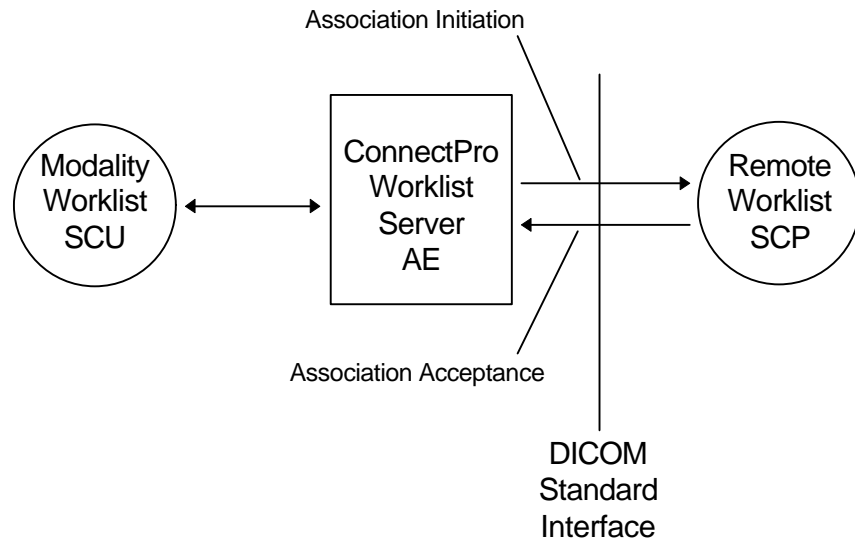 Association Initiation
Modality
Worklist
SCU
ConnectPro
Worklist
Server
AE
Remote
Worklist
SCP
Association Acceptance
DICOM
Standard
Interface